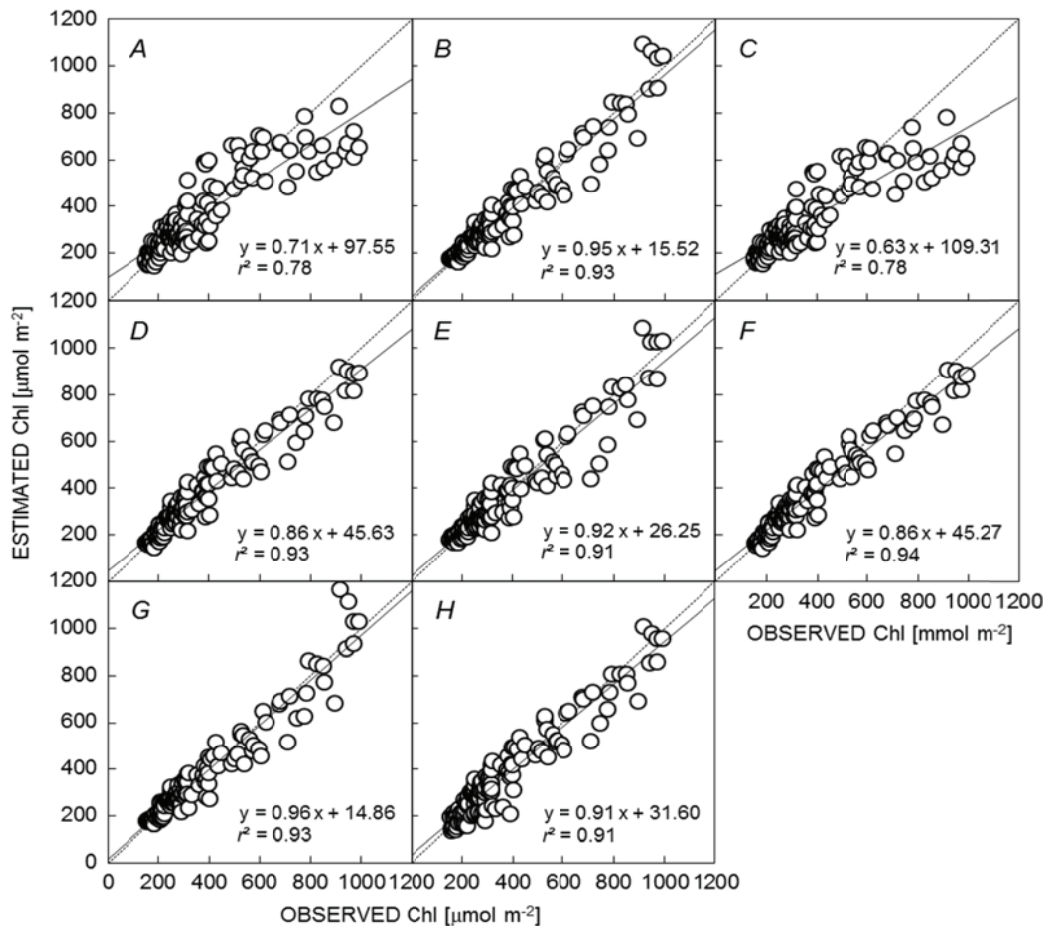 1200
1000
800
600
400
200
A
y = 0.71 x + 97.55
r² = 0.78
B
y = 0.95 x + 15.52
r² = 0.93
C
y = 0.63 x + 109.31
r² = 0.78
1200
1000
800
600
400
200
D
y = 0.86 x + 45.63
r² = 0.93
E
y = 0.92 x + 26.25
r² = 0.91
F
y = 0.86 x + 45.27
r² = 0.94
ESTIMATED Chl [µmol m-2]
200 400 600 800 1000 1200
OBSERVED Chl [mmol m-2]
1200
1000
800
600
400
200
0
G
y = 0.96 x + 14.86
r² = 0.93
H
y = 0.91 x + 31.60
r² = 0.91
0 200 400 600 800 1000 1200 200 400 600 800 1000 1200
OBSERVED Chl [µmol m-2]